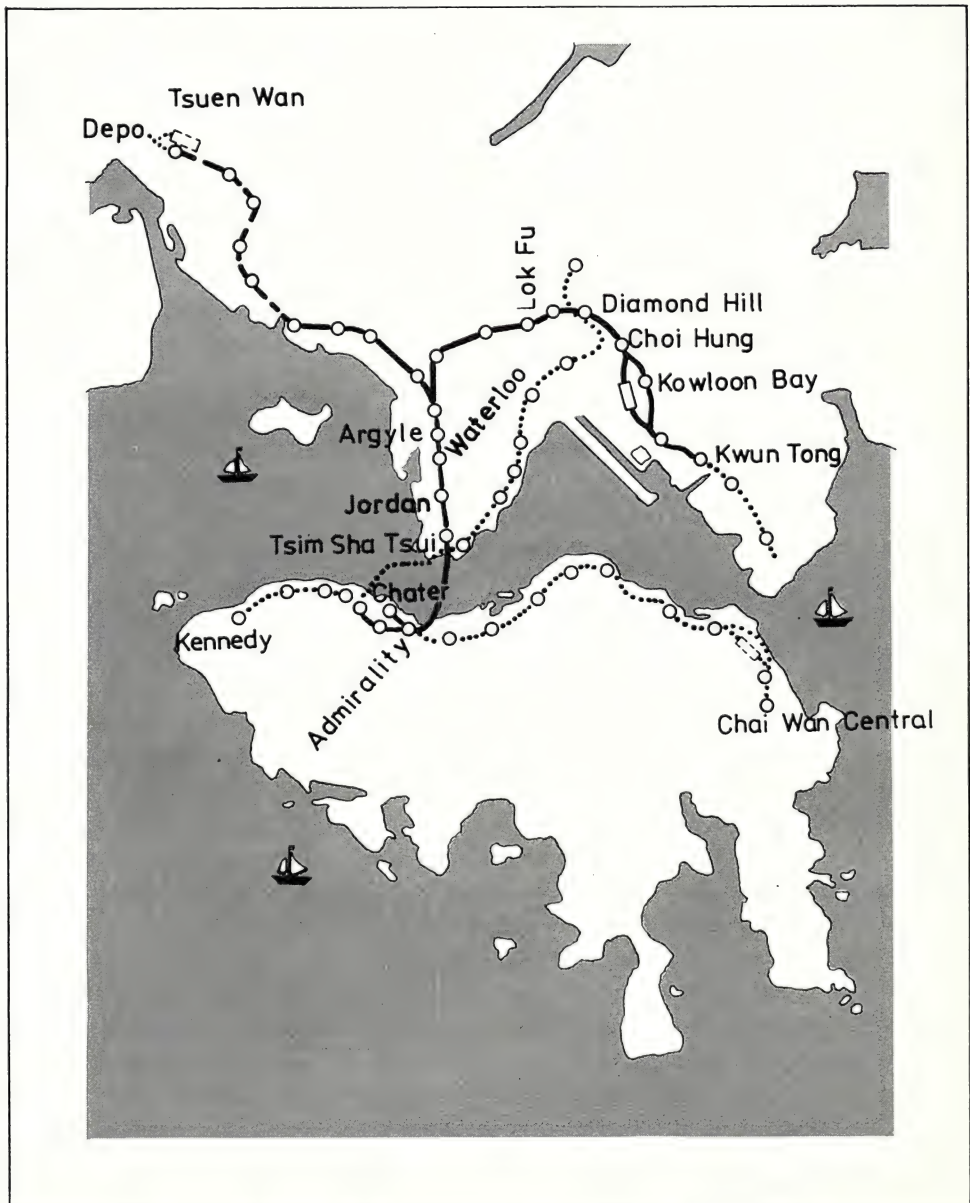 Tsuen Wan
Depo
Lok Fu
Diamond Hill
Choi Hung
Kowloon Bay
Waterloo
Argyle
Kwun Tong
Jordan
Tsim Sha Tsui
Chater
Kennedy
Admirality
Chai Wan Central